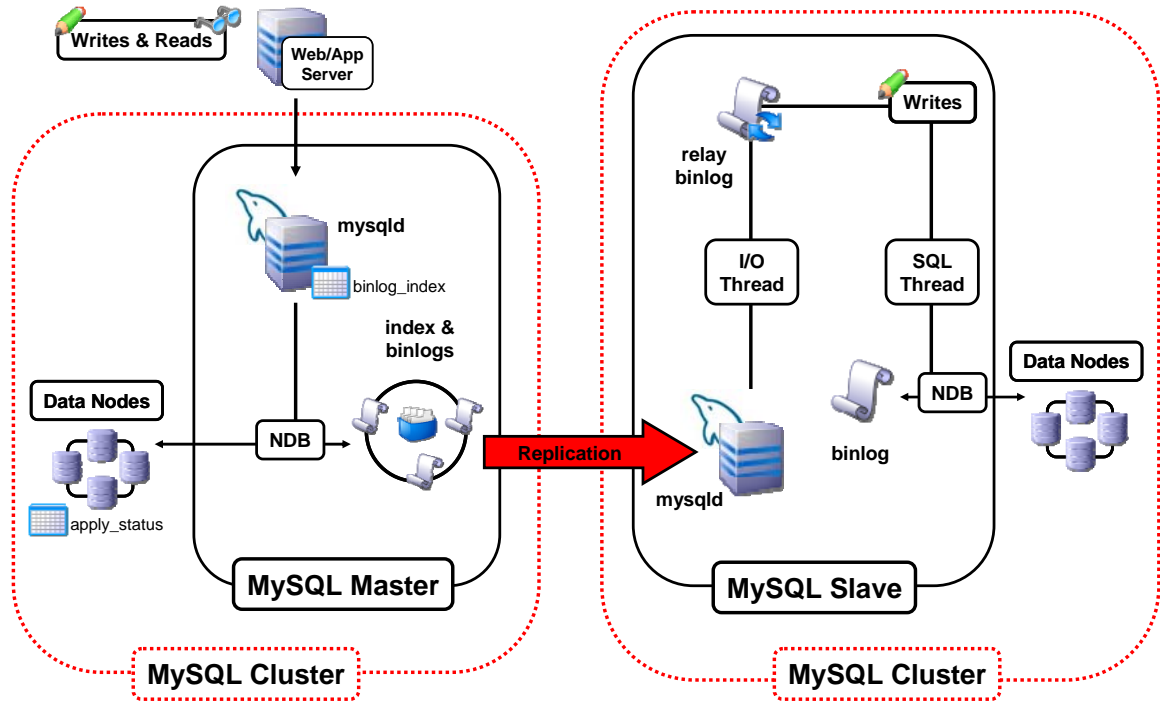 Writes & Reads
Web/App
Server
mysqld
binlog_index
index &
binlogs
Data Nodes
NDB
apply_status
MySQL Master
MySQL Cluster
Replication
relay
binlog
Writes
I/O
Thread
SQL
Thread
Data Nodes
NDB
binlog
mysqld
MySQL Slave
MySQL Cluster